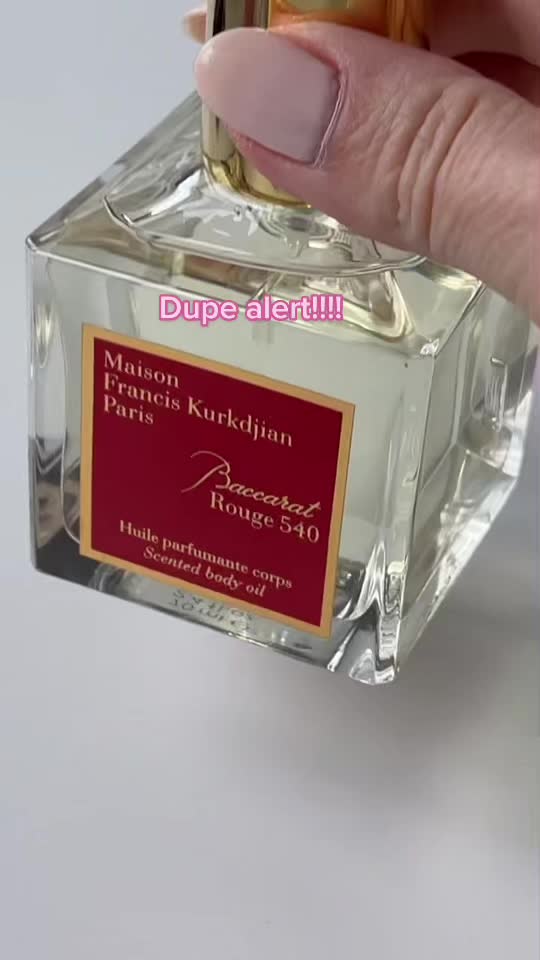 Dupe alert!!!!
Maison
Francis Kurkdjian
Paris
Baccarat
Rouge 540
Huile parfumante corps
Scented body oil